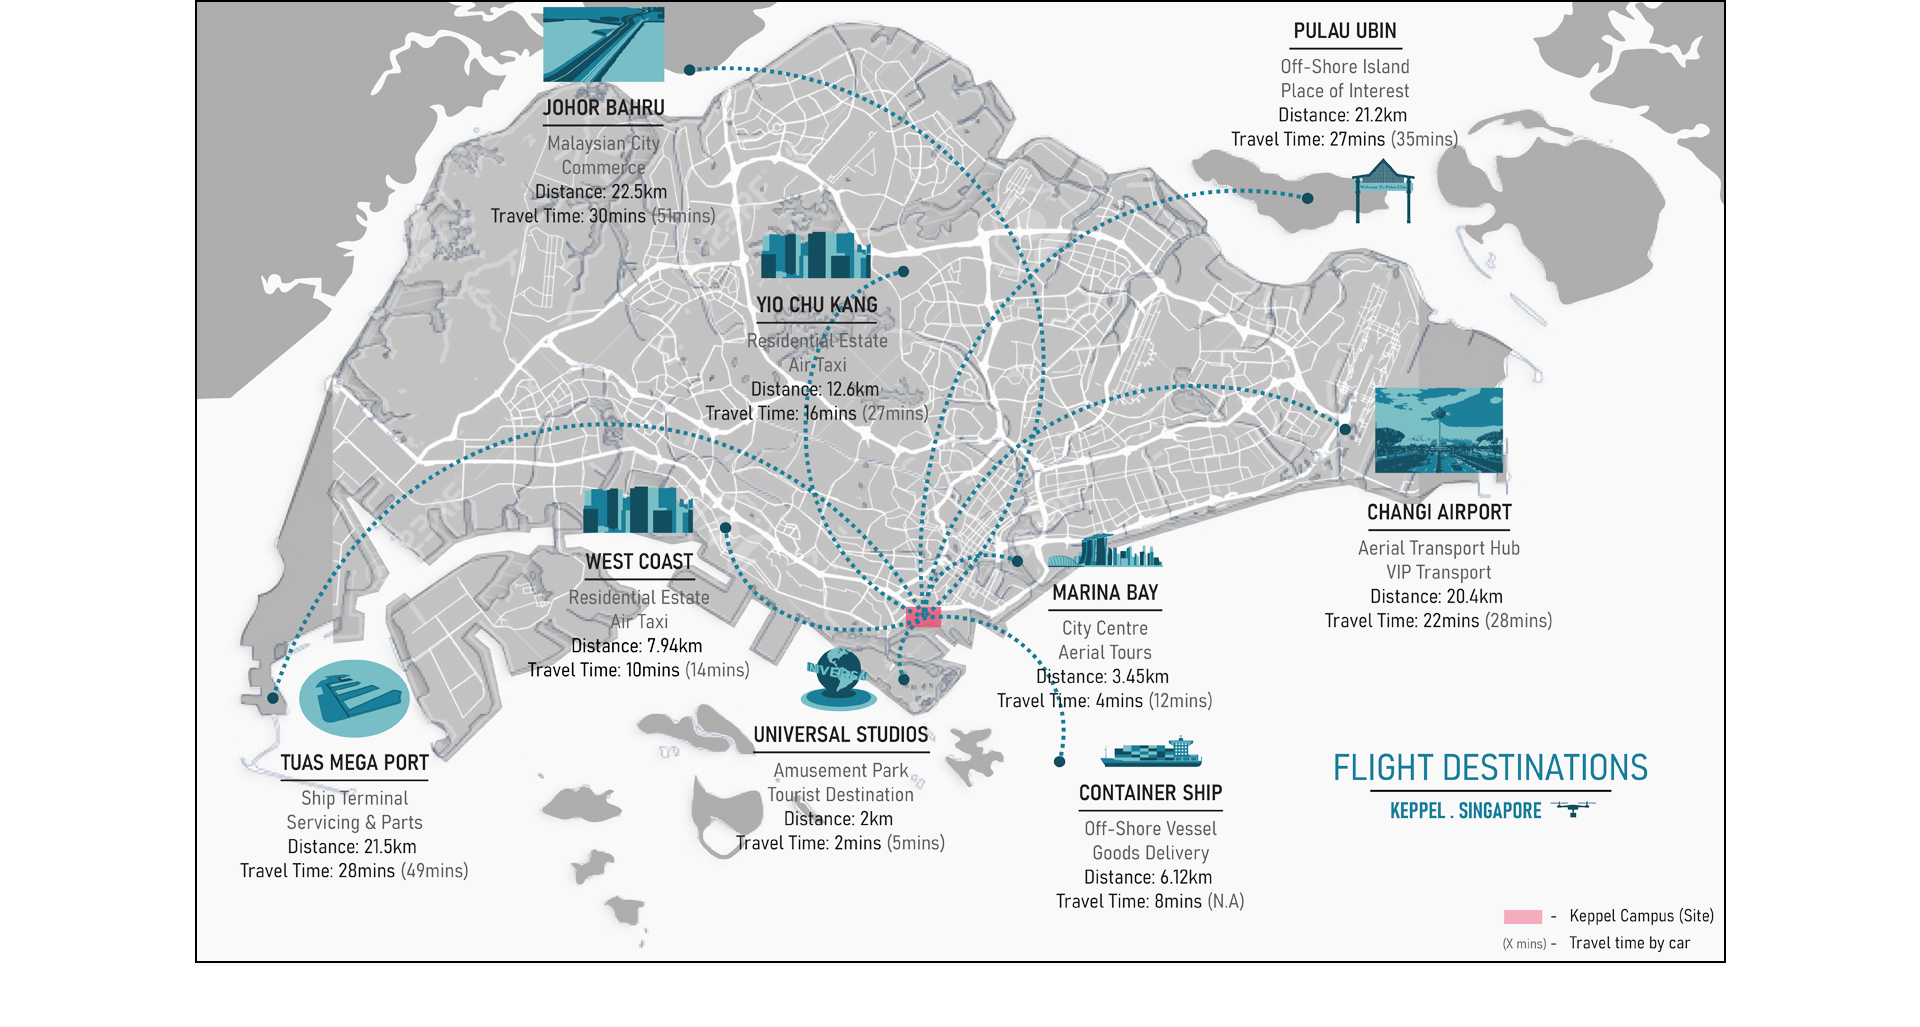 JOHOR BAHRU
Malaysian City
Commerce
Distance: 22.5km
Travel Time: 30mins (51mins)
PULAU UBIN
Off-Shore Island
Place of Interest
Distance: 21.2km
Travel Time: 27mins (35mins)
Welcome To Pulau Ubin
YIO CHU KANG
Residential Estate
Air Taxi
Distance: 12.6km
Travel Time: 16mins (27mins)
CHANGI AIRPORT
Aerial Transport Hub
VIP Transport
Distance: 20.4km
Travel Time: 22mins (28mins)
WEST COAST
Residential Estate
Air Taxi
Distance: 7.94km
Travel Time: 10mins (14mins)
MARINA BAY
City Centre
Aerial Tours
Distance: 3.45km
Travel Time: 4mins (12mins)
TUAS MEGA PORT
Ship Terminal
Servicing & Parts
Distance: 21.5km
Travel Time: 28mins (49mins)
UNIVERSAL STUDIOS
Amusement Park
Tourist Destination
Distance: 2km
Travel Time: 2mins (5mins)
CONTAINER SHIP
Off-Shore Vessel
Goods Delivery
Distance: 6.12km
Travel Time: 8mins (N.A)
FLIGHT DESTINATIONS
KEPPEL . SINGAPORE
- Keppel Campus (Site)
(X mins) - Travel time by car